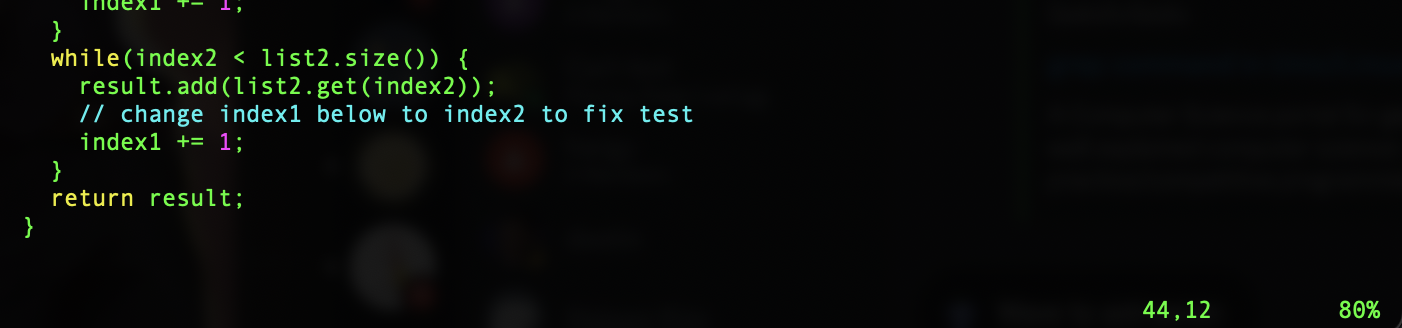 index1 += 1;
}
while(index2 < list2.size()) {
result.add(list2.get(index2));
// change index1 below to index2 to fix test
index1 += 1;
}
return result;
}
44,12 80%